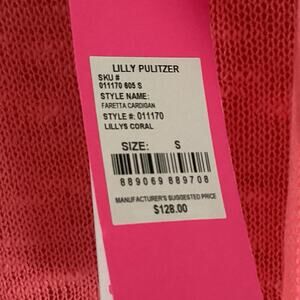 LILLY PULITZER
SKU #
011170 605 S
STYLE NAME:
FARETTA CARDIGAN
STYLE #: 011170
LILLYS CORAL
SIZE: S
889069 889708
MANUFACTURER'S SUGGESTED PRICE
$128.00